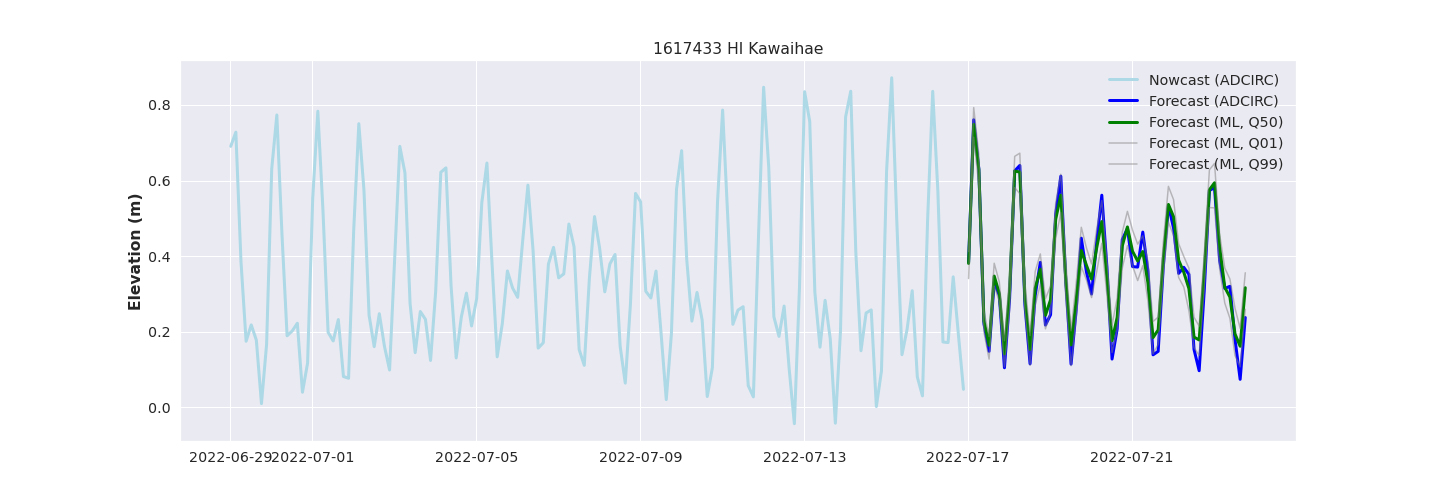 1617433 HI Kawaihae
Nowcast (ADCIRC)
Forecast (ADCIRC)
Forecast (ML, Q50)
Forecast (ML, Q01)
Forecast (ML, Q99)
Elevation (m)
0.8
0.6
0.4
0.2
0.0
2022-06-29 2022-07-01 2022-07-05 2022-07-09 2022-07-13 2022-07-17 2022-07-21